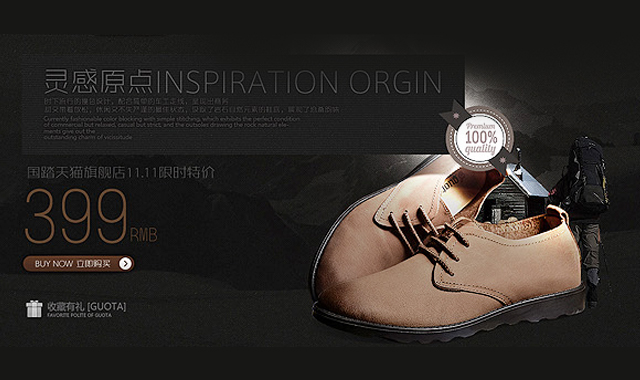 灵感原点INSPIRATION ORGIN
Currently fashionable color blocking with simple stitching, which exhibits the perfect condition
of commercial but relaxed, casual but strict, and the outsoles drawing the rock natural ele-
ments give out the
outstanding charms of vicissitude
Premium
100%
quality
国踏天猫旗舰店11.11限时特价
399RMB
BUY NOW 立即购买
收藏有礼 [GUOTA]
FAVORITE POLITE OF GUOTA